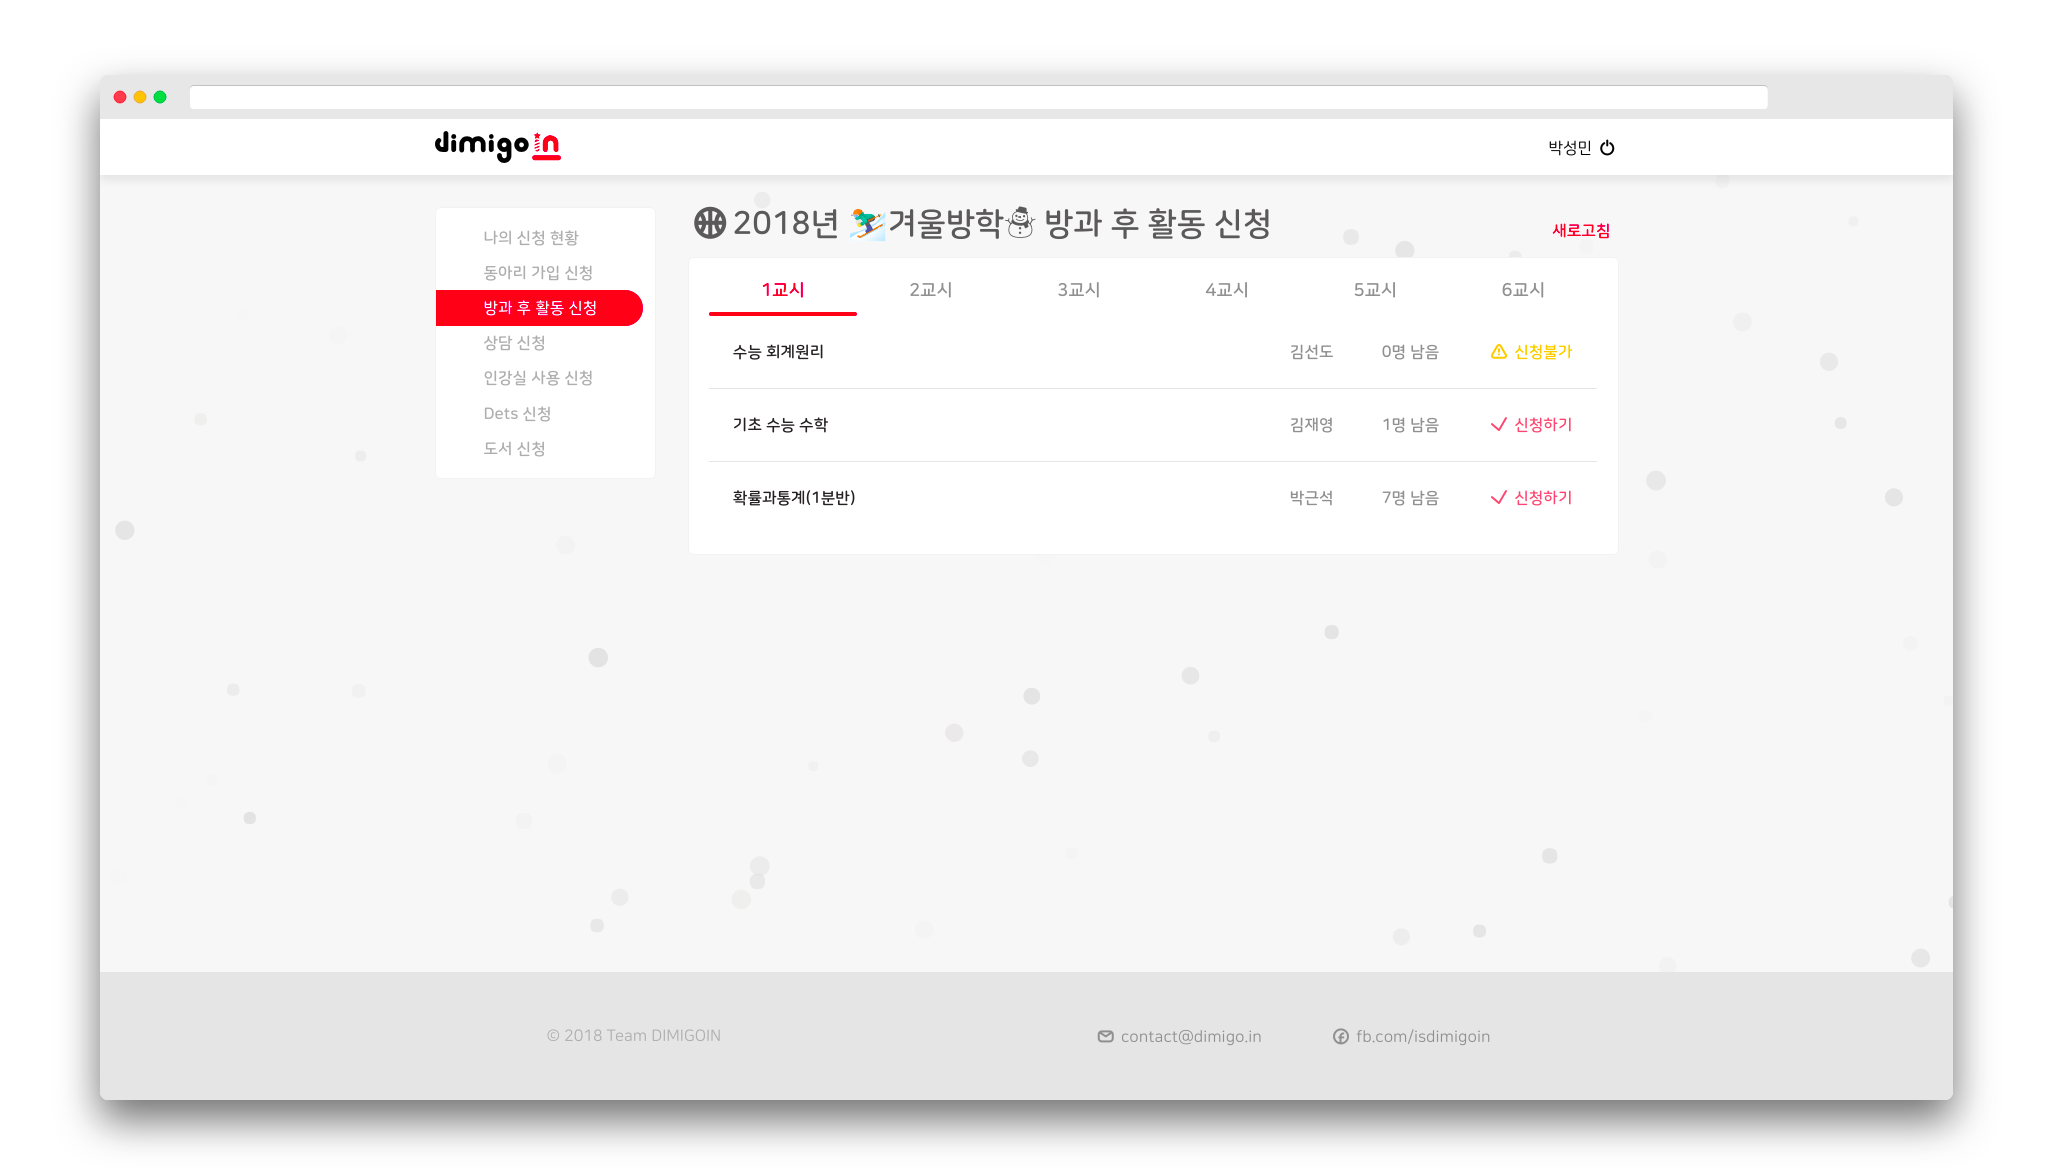 dimigoin
박성민
나의 신청 현황
동아리 가입 신청
방과 후 활동 신청
상담 신청
인강실 사용 신청
Dets 신청
도서 신청
2018년 ⛷겨울방학☃ 방과 후 활동 신청
새로고침
1교시 2교시 3교시 4교시 5교시 6교시
수능 회계원리 김선도 0명 남음 신청불가
기초 수능 수학 김재영 1명 남음 신청하기
확률과통계(1분반) 박근석 7명 남음 신청하기
© 2018 Team DIMIGOIN contact@dimigo.in fb.com/isdimigoin